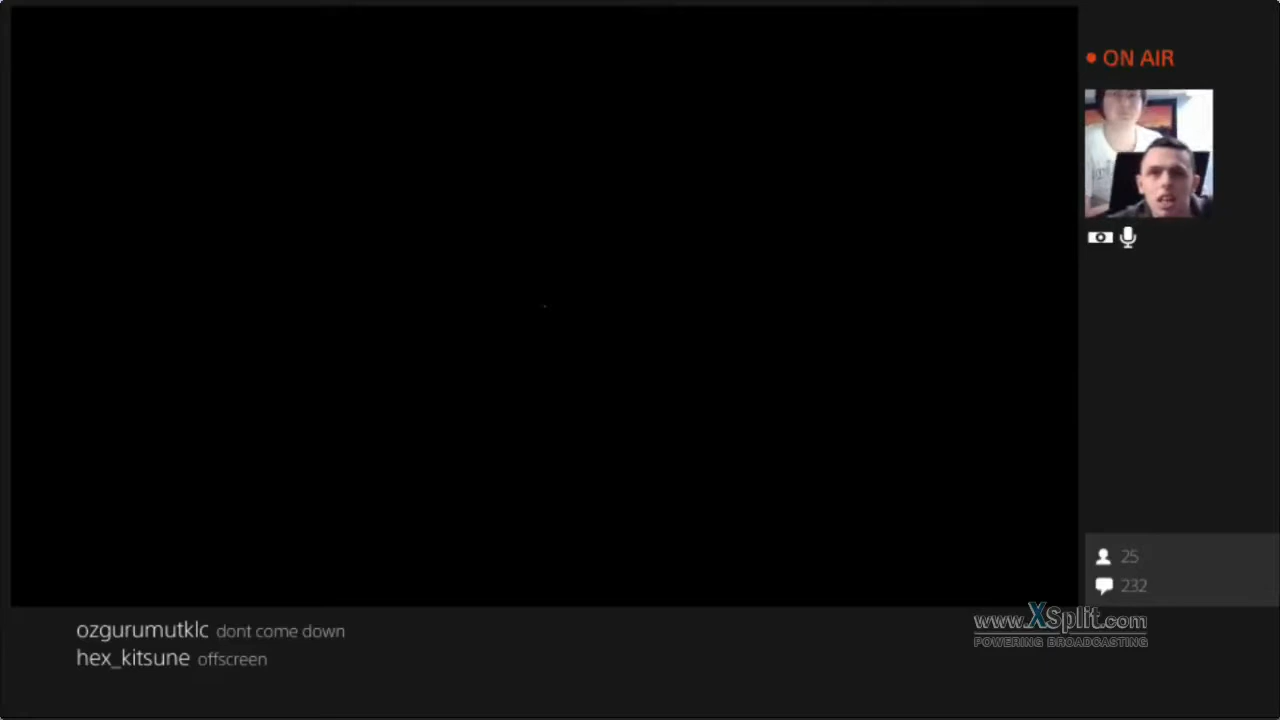 ON AIR
25
232
www.XSplit.com
POWERING BROADCASTING
ozgurumutklc dont come down
hex_kitsune offscreen